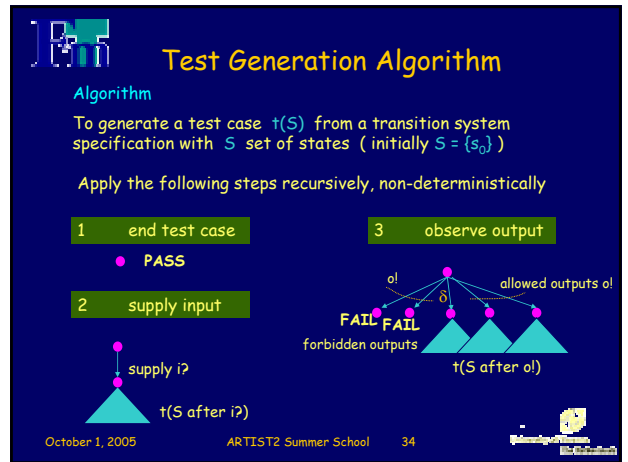 Test Generation Algorithm
Algorithm
To generate a test case t(S) from a transition system
specification with S set of states ( initially S = {s₀} )
Apply the following steps recursively, non-deterministically
1 end test case
PASS
2 supply input
supply i?
t(S after i?)
3 observe output
o!
δ
allowed outputs o!
FAIL FAIL
forbidden outputs
t(S after o!)
October 1, 2005 ARTIST2 Summer School 34